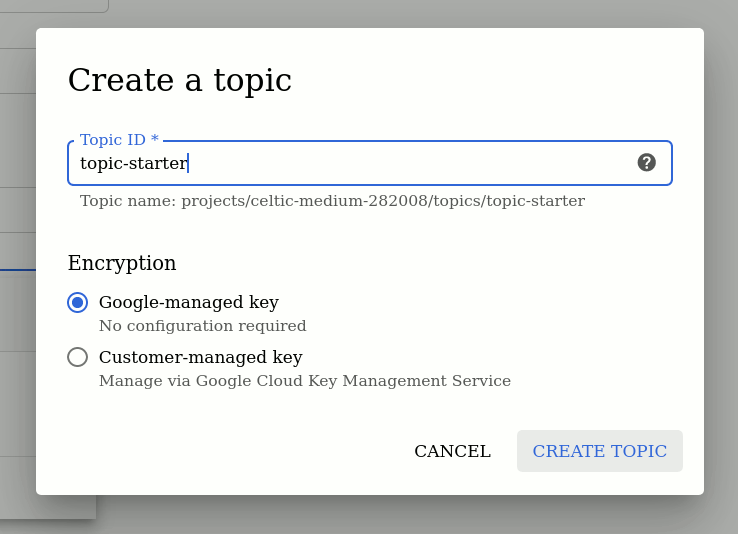 Create a topic
Topic ID *
topic-starter
Topic name: projects/celtic-medium-282008/topics/topic-starter
Encryption
Google-managed key
No configuration required
Customer-managed key
Manage via Google Cloud Key Management Service
CANCEL CREATE TOPIC